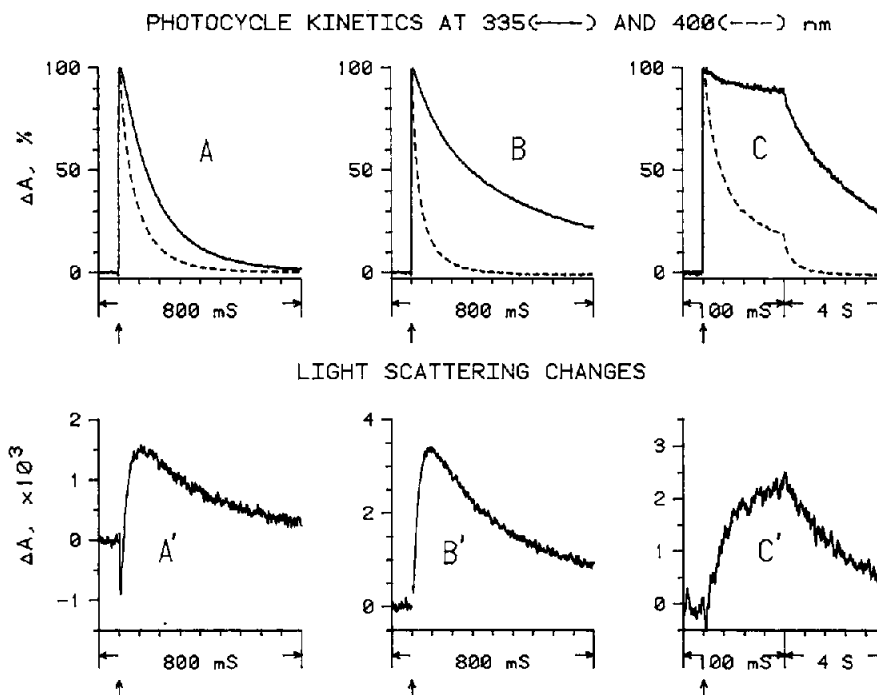 PHOTOCYCLE KINETICS AT 335(——) AND 400(---) nm
ΔA, %
100
50
0
A
800 mS
100
50
0
B
800 mS
100
50
0
C
100 mS
4 S
LIGHT SCATTERING CHANGES
ΔA, ×10³
2
1
0
-1
A'
800 mS
4
2
0
B'
800 mS
3
2
1
0
C'
100 mS
4 S